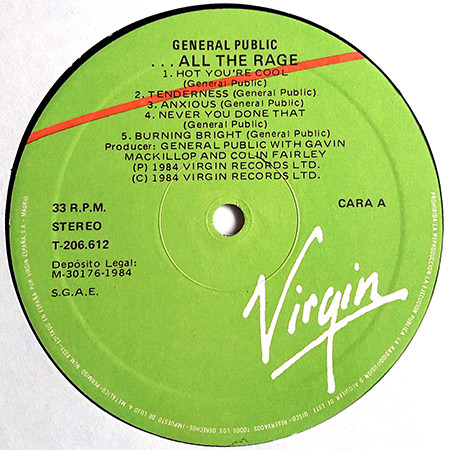 GENERAL PUBLIC
...ALL THE RAGE
1. HOT YOU'RE COOL
(General Public)
2. TENDERNESS (General Public)
3. ANXIOUS (General Public)
4. NEVER YOU DONE THAT
(General Public)
5. BURNING BRIGHT (General Public)
Producer: GENERAL PUBLIC WITH GAVIN
MACKILLOP AND COLIN FAIRLEY
(P) 1984 VIRGIN RECORDS LTD.
(C) 1984 VIRGIN RECORDS LTD.
33 R.P.M.
CARA A
STEREO
T-206.612
Depósito Legal:
M-30176-1984
S.G.A.E.
Virgin